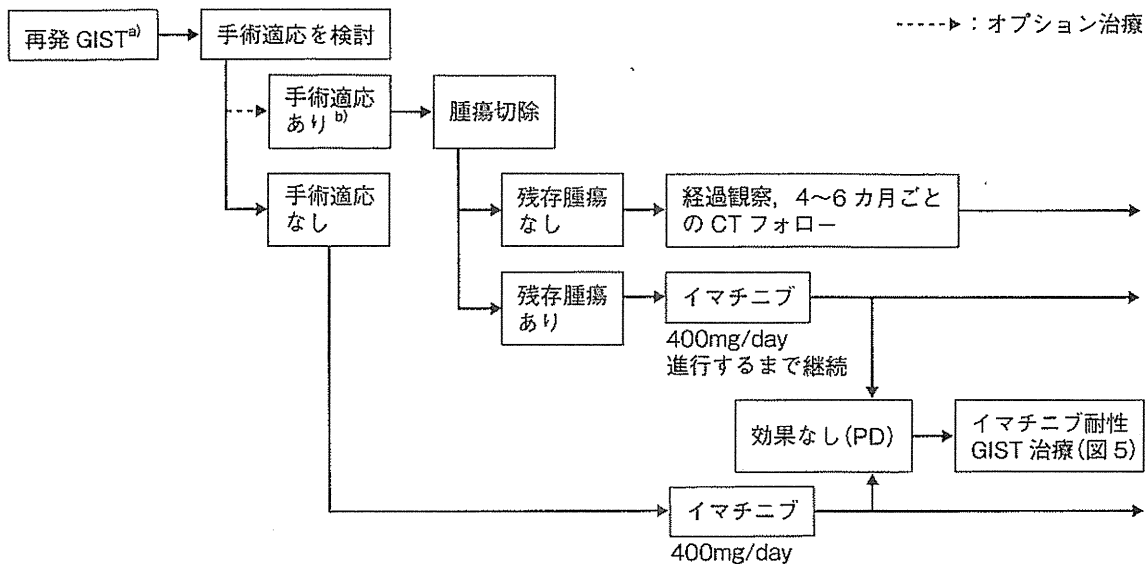 再発 GISTa)
手術適応を検討
----▶：オプション治療
手術適応
あり b)
腫瘍切除
手術適応
なし
残存腫瘍
なし
経過観察，4〜6 カ月ごと
の CT フォロー
残存腫瘍
あり
イマチニブ
400mg/day
進行するまで継続
効果なし（PD）
イマチニブ耐性
GIST 治療（図 5）
イマチニブ
400mg/day